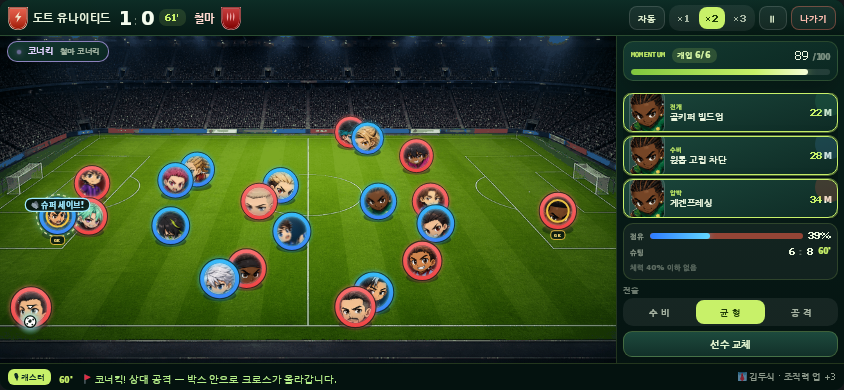 도트 유나이티드 1 : 0 61' 철마
자동 ×1 ×2 ×3 II 나가기
코너킥 철마 코너킥
MOMENTUM 개입 6/6 89 /100
전개
골키퍼 빌드업 22 M
수비
원톱 고립 차단 28 M
압박
게겐프레싱 34 M
점유 39%
슈팅 6 : 8 60'
체력 40% 이하 없음
전술
수비 균형 공격
선수 교체
슈퍼 세이브!
GK
GK
캐스터 60' 코너킥! 상대 공격 — 박스 안으로 크로스가 올라갑니다.
김두식 · 조직력 업 +3